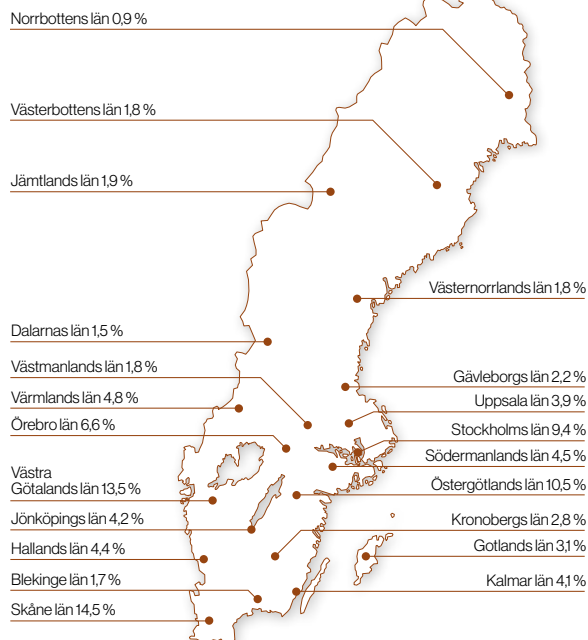 Norrbottens län 0,9 %
Västerbottens län 1,8 %
Jämtlands län 1,9 %
Västernorrlands län 1,8 %
Dalarnas län 1,5 %
Västmanlands län 1,8 %
Värmlands län 4,8 %
Örebro län 6,6 %
Västra
Götalands län 13,5 %
Jönköpings län 4,2 %
Hallands län 4,4 %
Blekinge län 1,7 %
Skåne län 14,5 %
Gävleborgs län 2,2 %
Uppsala län 3,9 %
Stockholms län 9,4 %
Södermanlands län 4,5 %
Östergötlands län 10,5 %
Kronobergs län 2,8 %
Gotlands län 3,1 %
Kalmar län 4,1 %